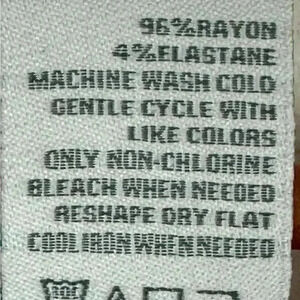 96%RAYON
4%ELASTANE
MACHINE WASH COLD
GENTLE CYCLE WITH
LIKE COLORS
ONLY NON-CHLORINE
BLEACH WHEN NEEDED
RESHAPE DRY FLAT
COOL IRON WHEN NEEDED